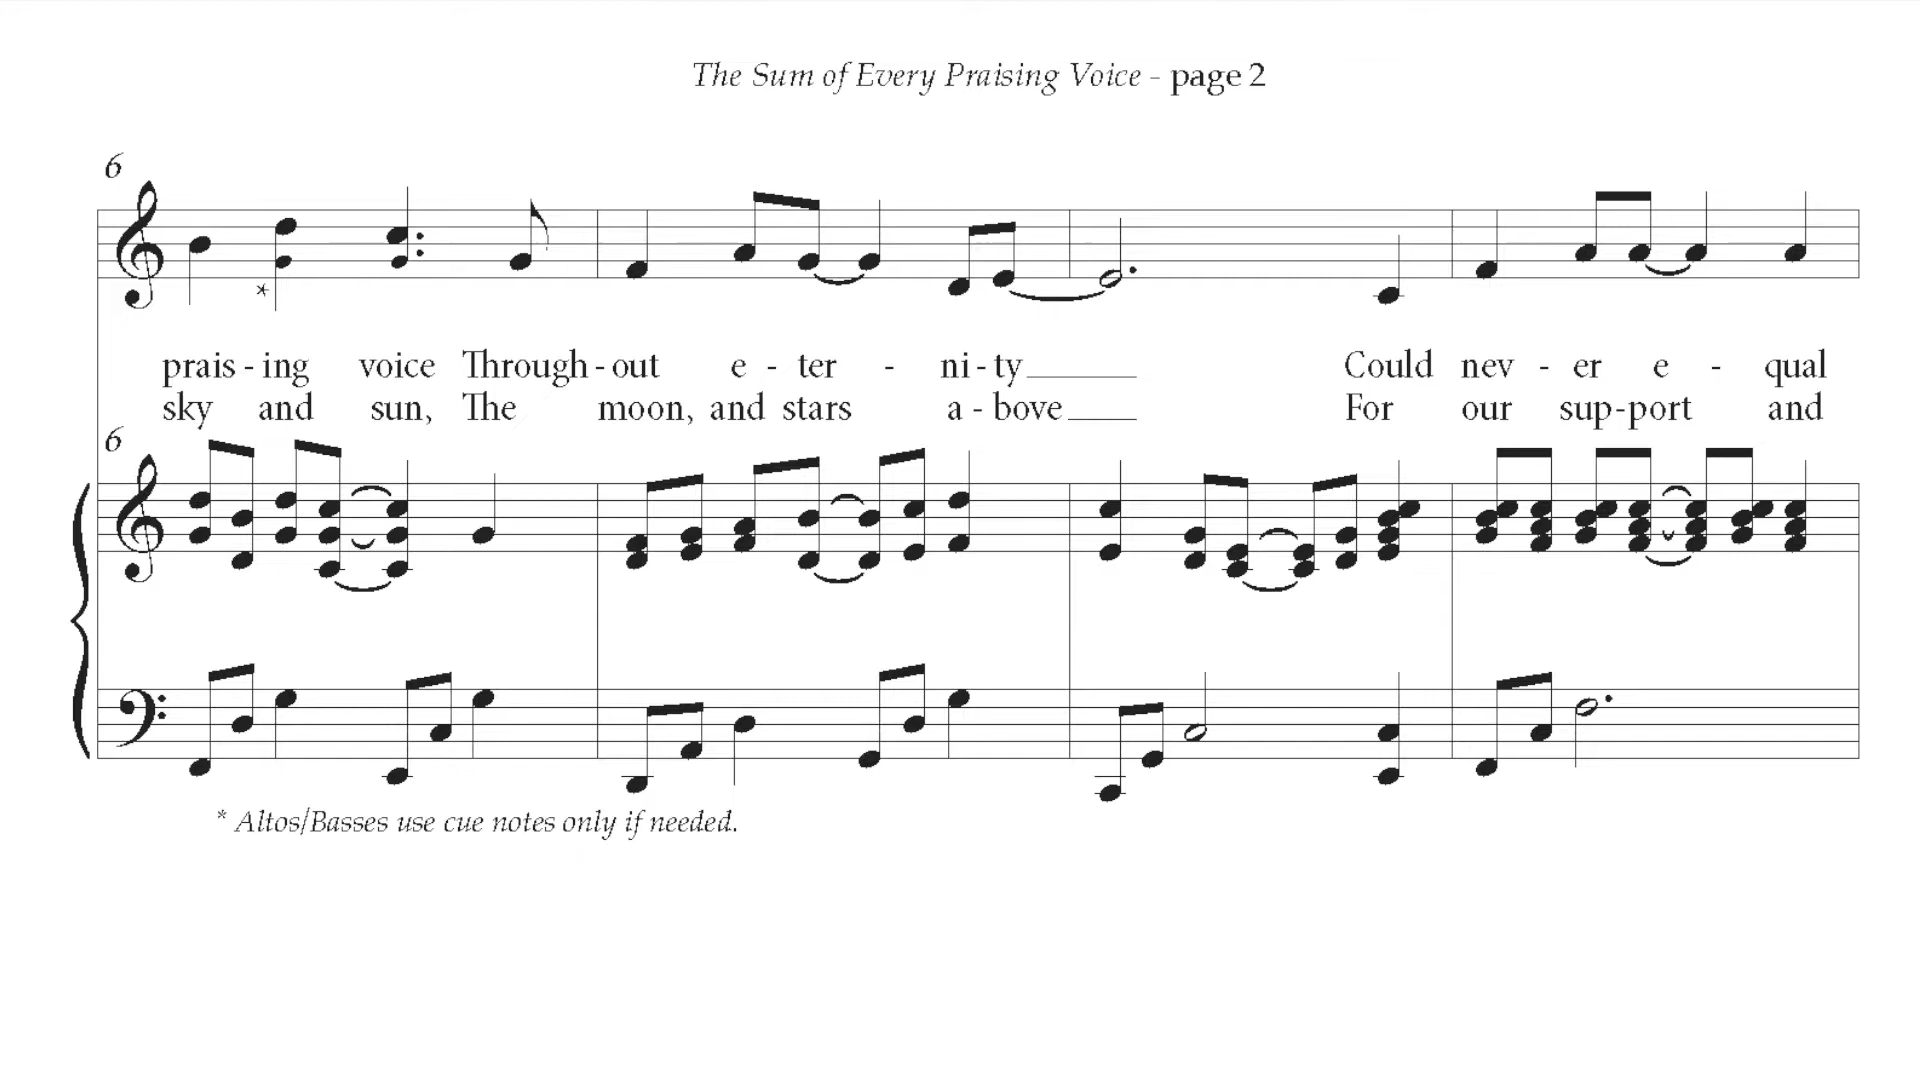 The Sum of Every Praising Voice - page 2
6
prais - ing voice Through - out e - ter - ni - ty Could nev - er e - qual
sky and sun, The moon, and stars a - bove For our sup - port and
6
* Altos/Basses use cue notes only if needed.